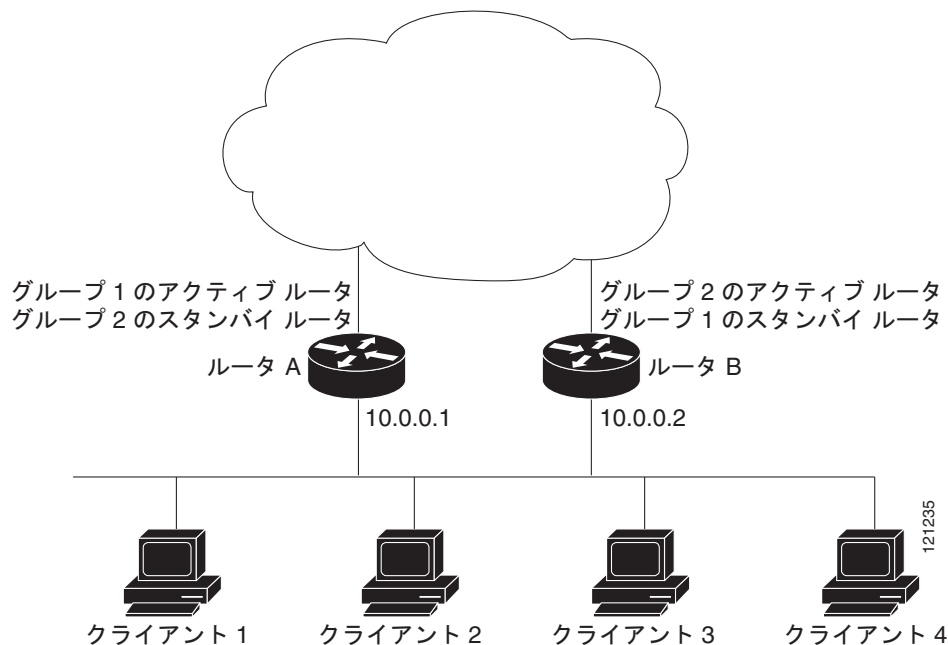 グループ 1 のアクティブ ルータ
グループ 2 のスタンバイ ルータ
グループ 2 のアクティブ ルータ
グループ 1 のスタンバイ ルータ
ルータ A
ルータ B
10.0.0.1
10.0.0.2
121235
クライアント 1
クライアント 2
クライアント 3
クライアント 4